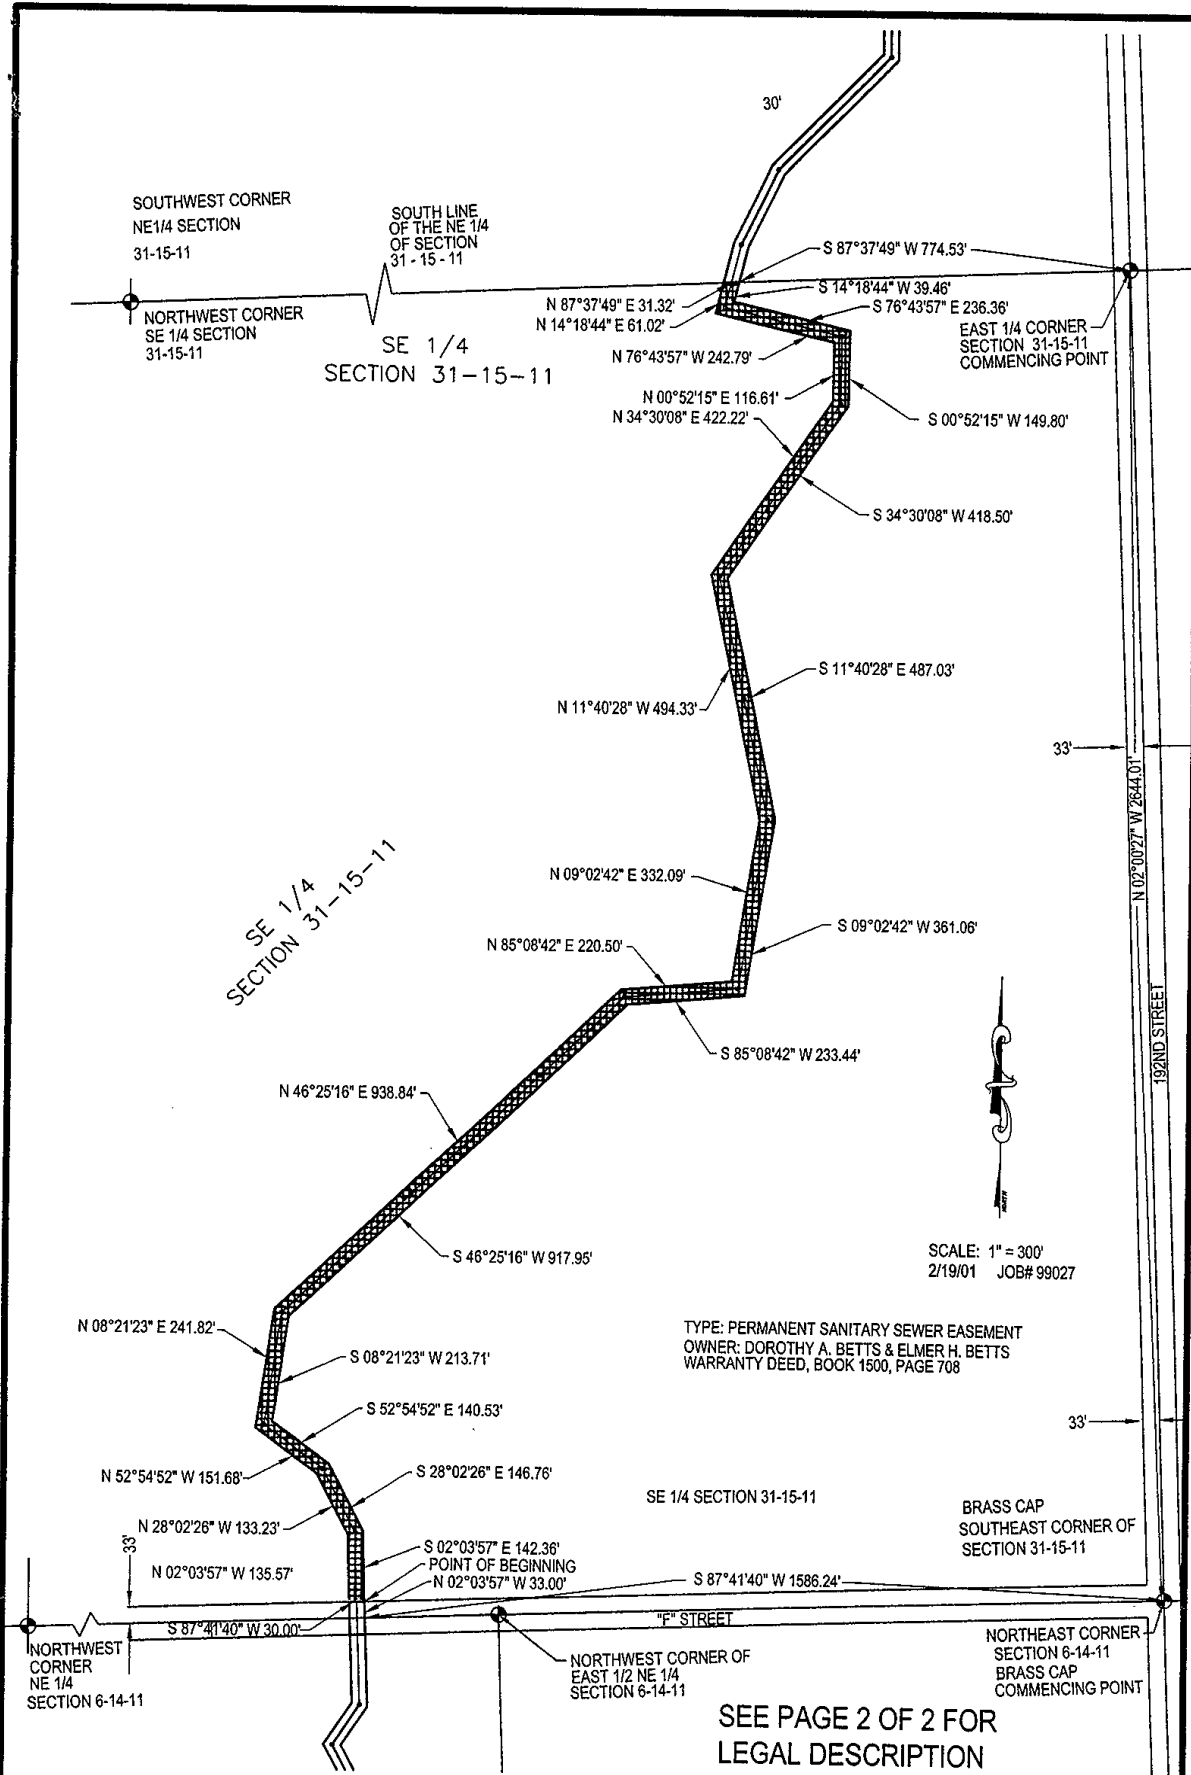 30'
SOUTHWEST CORNER
NE1/4 SECTION
31-15-11
SOUTH LINE
OF THE NE 1/4
OF SECTION
31 - 15 - 11
S 87°37'49" W 774.53'
N 87°37'49" E 31.32'
S 14°18'44" W 39.46'
N 14°18'44" E 61.02'
S 76°43'57" E 236.36'
NORTHWEST CORNER
SE 1/4 SECTION
31-15-11
EAST 1/4 CORNER
SECTION 31-15-11
COMMENCING POINT
SE 1/4
SECTION 31-15-11
N 76°43'57" W 242.79'
N 00°52'15" E 116.61'
N 34°30'08" E 422.22'
S 00°52'15" W 149.80'
S 34°30'08" W 418.50'
S 11°40'28" E 487.03'
N 11°40'28" W 494.33'
33'
N 02°00'27" W 2644.01'
SE 1/4
SECTION 31-15-11
N 09°02'42" E 332.09'
S 09°02'42" W 361.06'
N 85°08'42" E 220.50'
S 85°08'42" W 233.44'
192ND STREET
N 46°25'16" E 938.84'
S 46°25'16" W 917.95'
NORTH
SCALE: 1" = 300'
2/19/01 JOB# 99027
N 08°21'23" E 241.82'
S 08°21'23" W 213.71'
TYPE: PERMANENT SANITARY SEWER EASEMENT
OWNER: DOROTHY A. BETTS & ELMER H. BETTS
WARRANTY DEED, BOOK 1500, PAGE 708
S 52°54'52" E 140.53'
33'
N 52°54'52" W 151.68'
S 28°02'26" E 146.76'
SE 1/4 SECTION 31-15-11
BRASS CAP
SOUTHEAST CORNER OF
SECTION 31-15-11
N 28°02'26" W 133.23'
33'
S 02°03'57" E 142.36'
POINT OF BEGINNING
N 02°03'57" W 135.57'
N 02°03'57" W 33.00'
S 87°41'40" W 1586.24'
S 87°41'40" W 30.00'
"F" STREET
NORTHWEST
CORNER
NE 1/4
SECTION 6-14-11
NORTHWEST CORNER OF
EAST 1/2 NE 1/4
SECTION 6-14-11
NORTHEAST CORNER
SECTION 6-14-11
BRASS CAP
COMMENCING POINT
SEE PAGE 2 OF 2 FOR
LEGAL DESCRIPTION